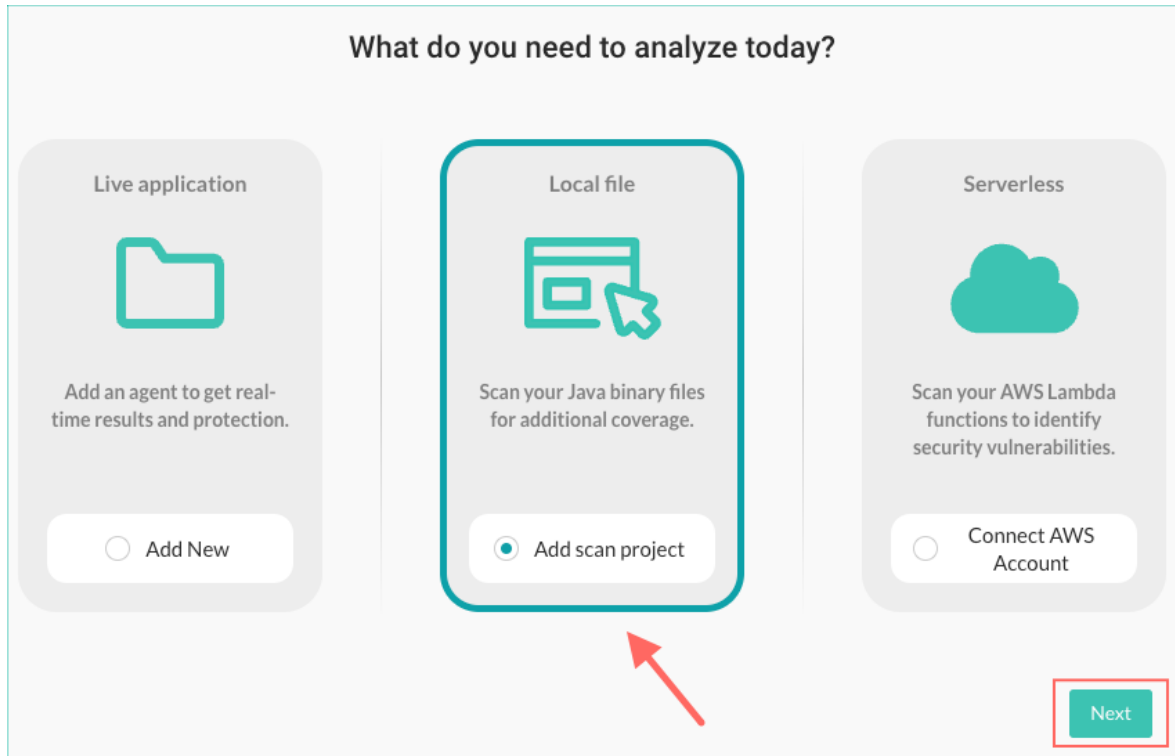 What do you need to analyze today?
Live application
Add an agent to get real-
time results and protection.
Add New
Local file
Scan your Java binary files
for additional coverage.
Add scan project
Serverless
Scan your AWS Lambda
functions to identify
security vulnerabilities.
Connect AWS
Account
Next